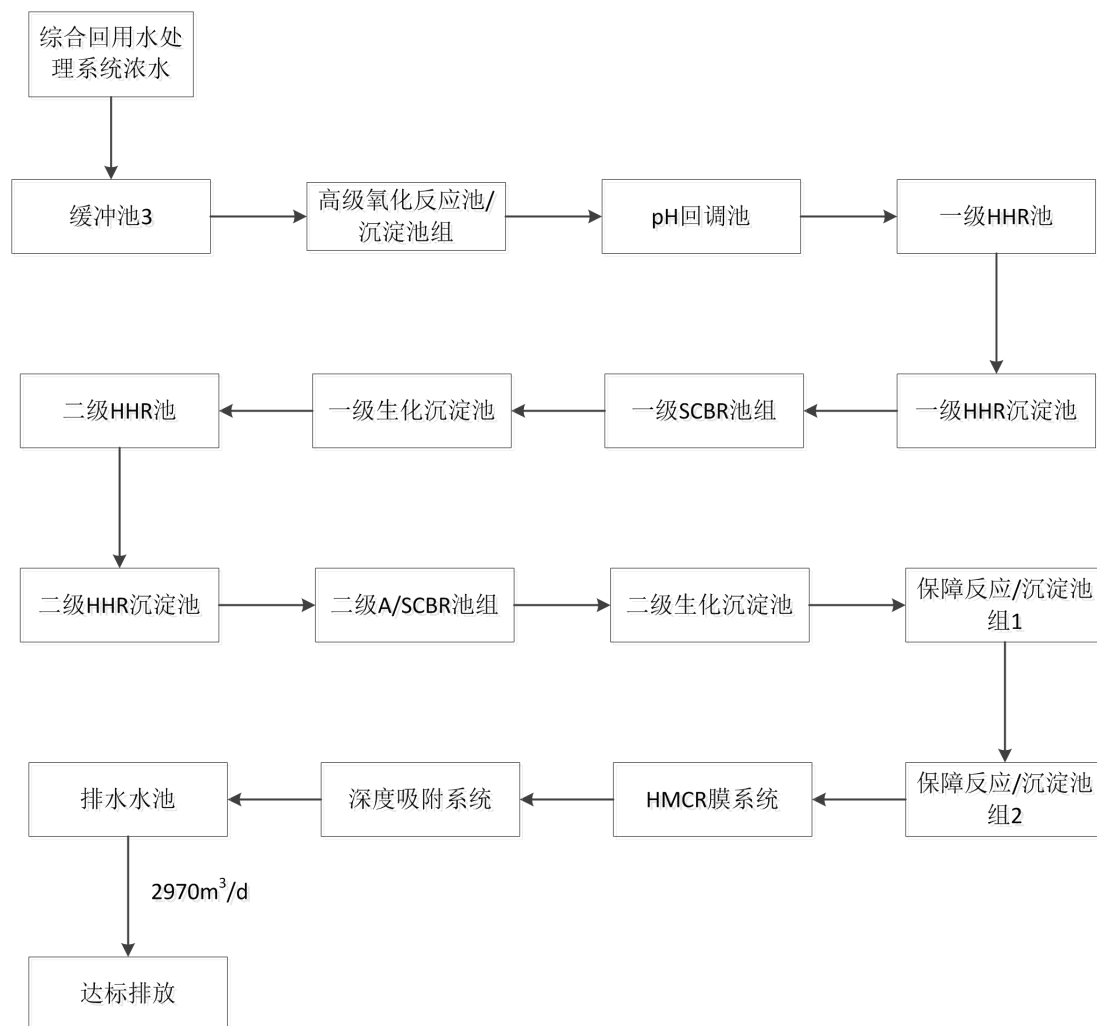 综合回用水处
理系统浓水
缓冲池3
高级氧化反应池/
沉淀池组
pH回调池
一级HHR池
一级HHR沉淀池
一级SCBR池组
一级生化沉淀池
二级HHR池
二级HHR沉淀池
二级A/SCBR池组
二级生化沉淀池
保障反应/沉淀池
组1
保障反应/沉淀池
组2
HMCR膜系统
深度吸附系统
排水水池
2970m³/d
达标排放